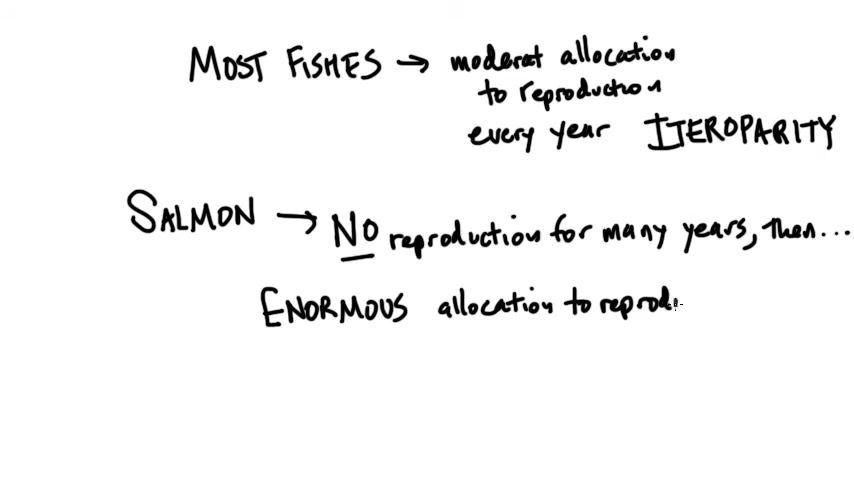 MOST FISHES → moderat allocation
to reproduction
every year ITEROPARITY
SALMON → NO reproduction for many years, then...
ENORMOUS allocation to reprod